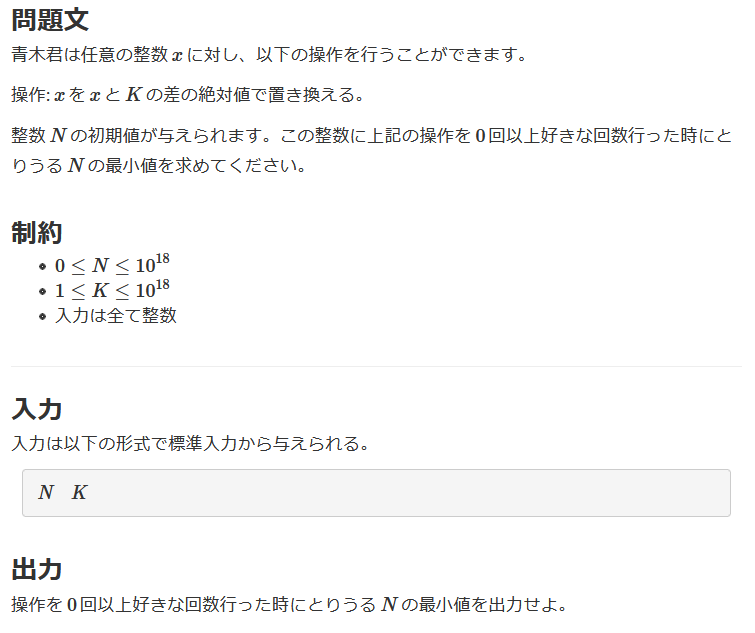 問題文
青木君は任意の整数 x に対し、以下の操作を行うことができます。
操作: x を x と K の差の絶対値で置き換える。
整数 N の初期値が与えられます。この整数に上記の操作を 0 回以上好きな回数行った時にと
りうる N の最小値を求めてください。
制約
0 ≤ N ≤ 10^18
1 ≤ K ≤ 10^18
入力は全て整数
入力
入力は以下の形式で標準入力から与えられる。
N K
出力
操作を 0 回以上好きな回数行った時にとりうる N の最小値を出力せよ。